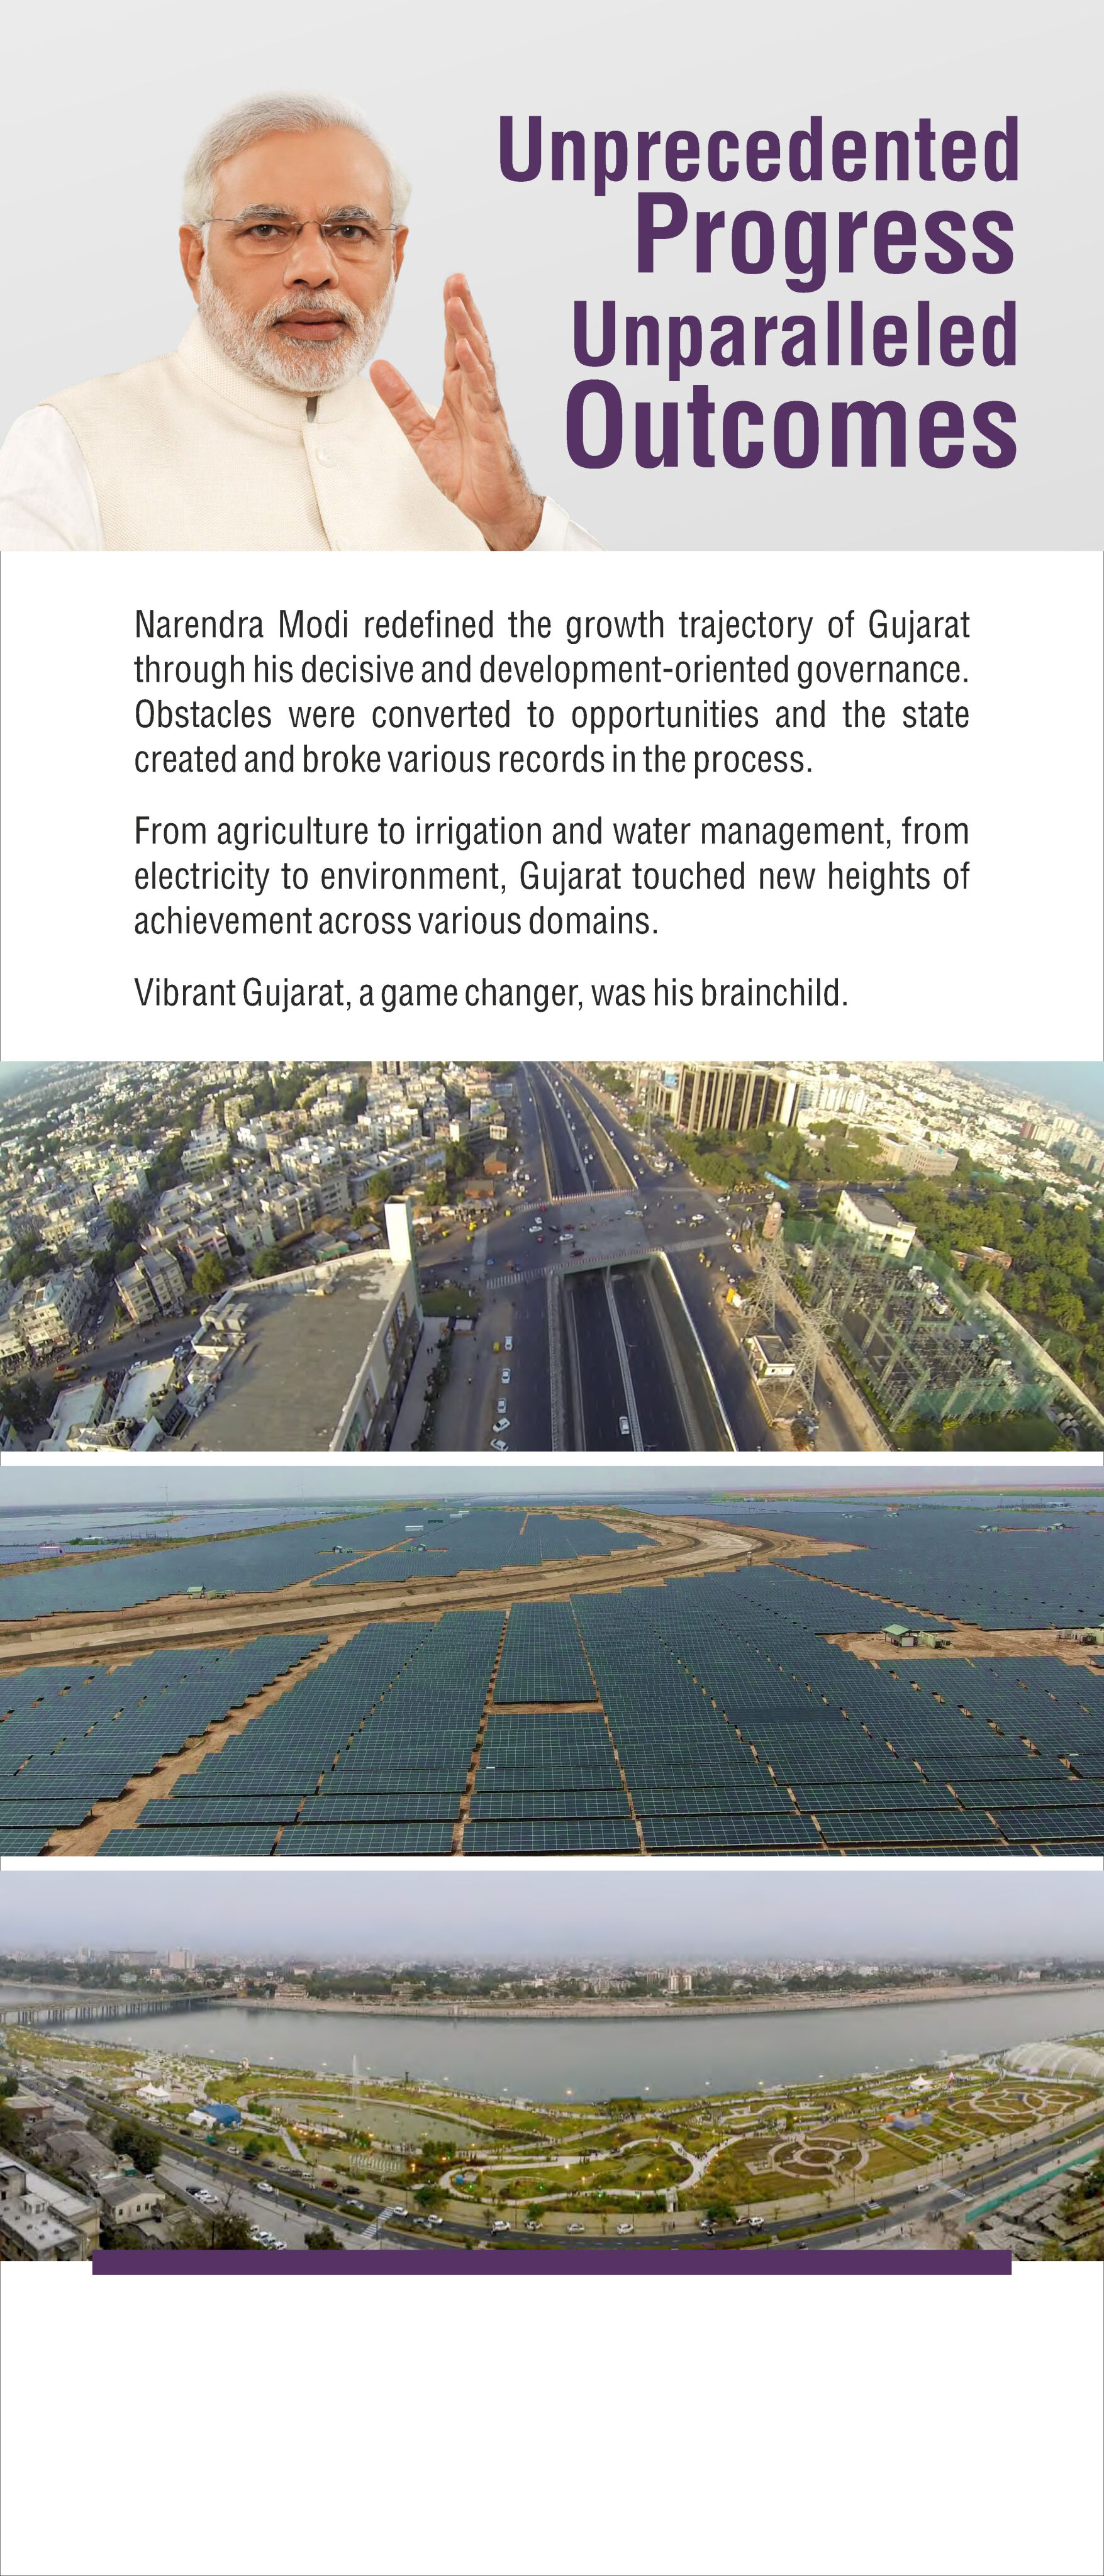 Unprecedented
Progress
Unparalleled
Outcomes
Narendra Modi redefined the growth trajectory of Gujarat
through his decisive and development-oriented governance.
Obstacles were converted to opportunities and the state
created and broke various records in the process.
From agriculture to irrigation and water management, from
electricity to environment, Gujarat touched new heights of
achievement across various domains.
Vibrant Gujarat, a game changer, was his brainchild.